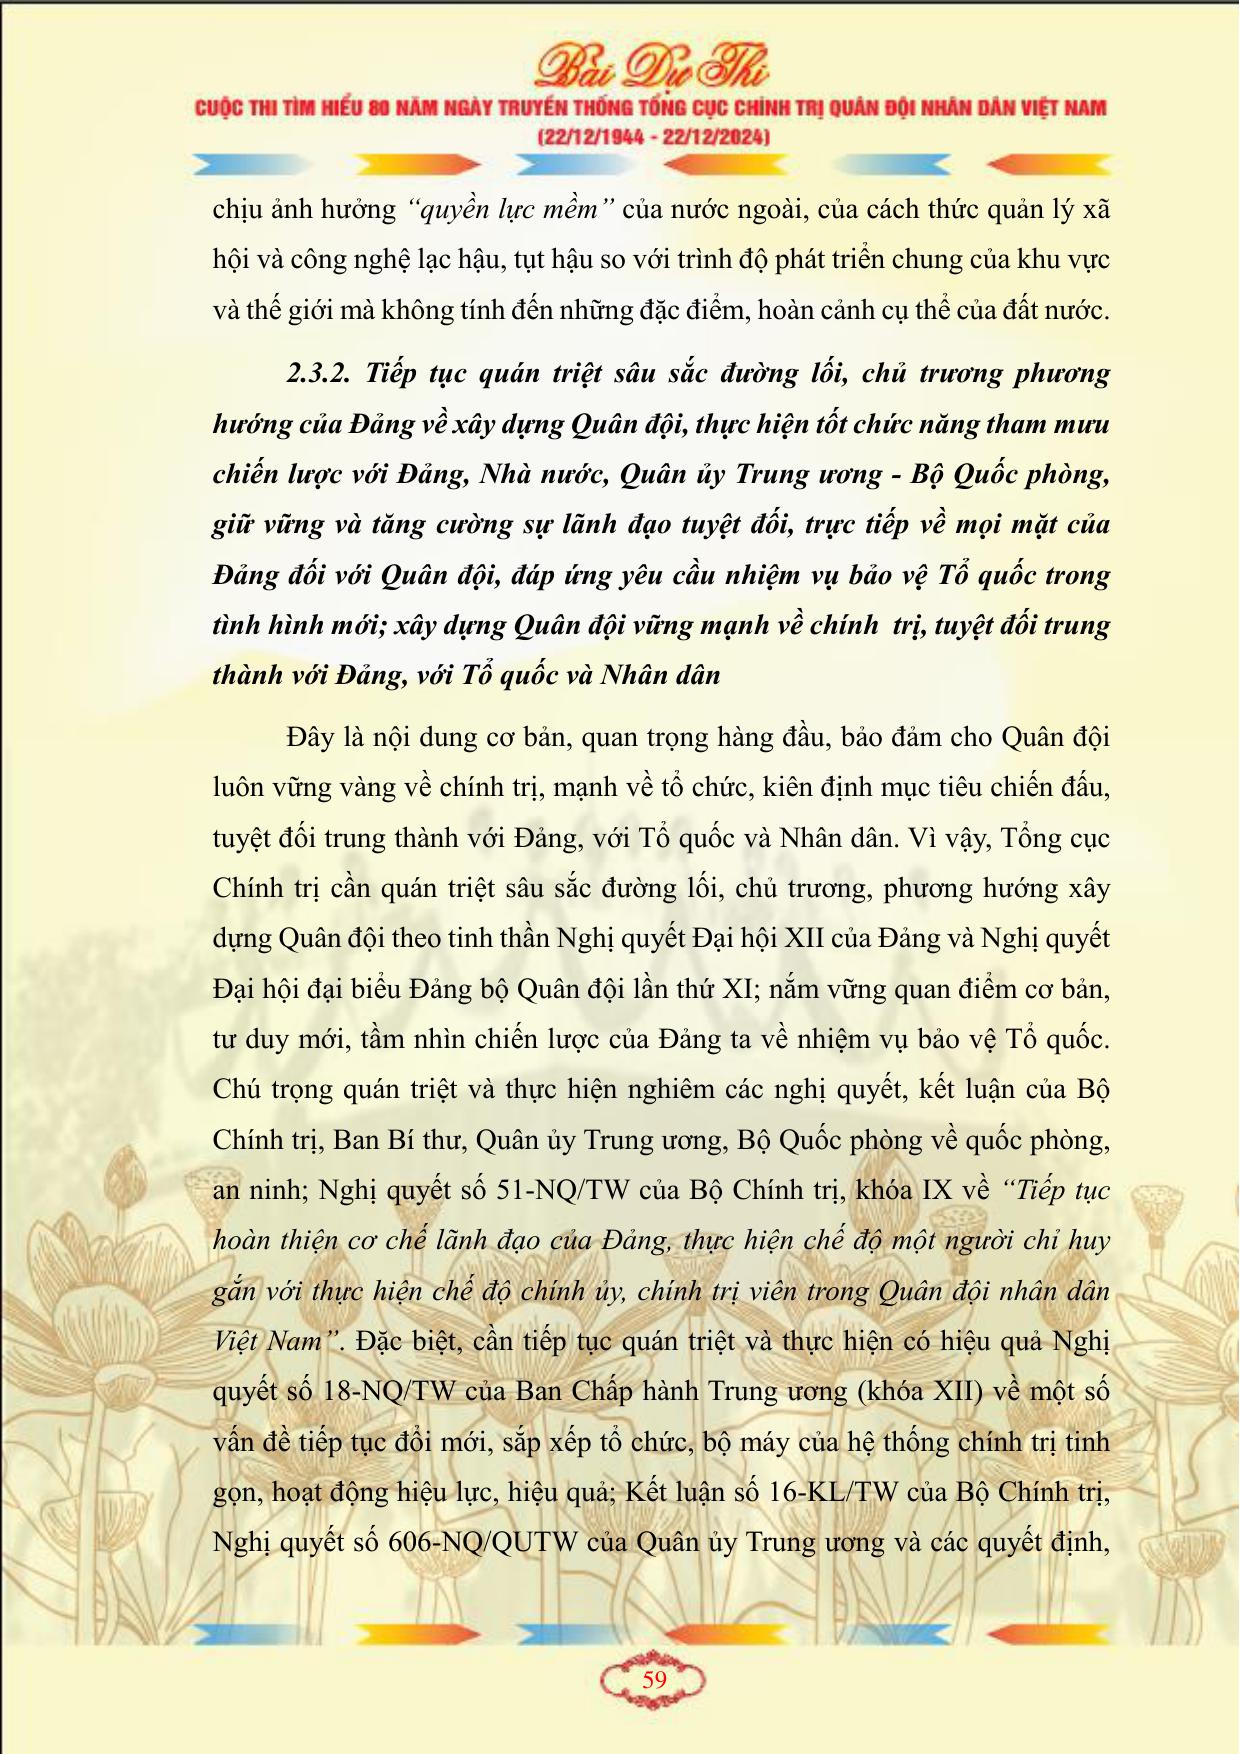 Bài Dự Thi
CUỘC THI TÌM HIỂU 80 NĂM NGÀY TRUYỀN THỐNG TỔNG CỤC CHÍNH TRỊ QUÂN ĐỘI NHÂN DÂN VIỆT NAM
(22/12/1944 - 22/12/2024)
chịu ảnh hưởng “quyền lực mềm” của nước ngoài, của cách thức quản lý xã
hội và công nghệ lạc hậu, tụt hậu so với trình độ phát triển chung của khu vực
và thế giới mà không tính đến những đặc điểm, hoàn cảnh cụ thể của đất nước.
2.3.2. Tiếp tục quán triệt sâu sắc đường lối, chủ trương phương
hướng của Đảng về xây dựng Quân đội, thực hiện tốt chức năng tham mưu
chiến lược với Đảng, Nhà nước, Quân ủy Trung ương - Bộ Quốc phòng,
giữ vững và tăng cường sự lãnh đạo tuyệt đối, trực tiếp về mọi mặt của
Đảng đối với Quân đội, đáp ứng yêu cầu nhiệm vụ bảo vệ Tổ quốc trong
tình hình mới; xây dựng Quân đội vững mạnh về chính  trị, tuyệt đối trung
thành với Đảng, với Tổ quốc và Nhân dân
Đây là nội dung cơ bản, quan trọng hàng đầu, bảo đảm cho Quân đội
luôn vững vàng về chính trị, mạnh về tổ chức, kiên định mục tiêu chiến đấu,
tuyệt đối trung thành với Đảng, với Tổ quốc và Nhân dân. Vì vậy, Tổng cục
Chính trị cần quán triệt sâu sắc đường lối, chủ trương, phương hướng xây
dựng Quân đội theo tinh thần Nghị quyết Đại hội XII của Đảng và Nghị quyết
Đại hội đại biểu Đảng bộ Quân đội lần thứ XI; nắm vững quan điểm cơ bản,
tư duy mới, tầm nhìn chiến lược của Đảng ta về nhiệm vụ bảo vệ Tổ quốc.
Chú trọng quán triệt và thực hiện nghiêm các nghị quyết, kết luận của Bộ
Chính trị, Ban Bí thư, Quân ủy Trung ương, Bộ Quốc phòng về quốc phòng,
an ninh; Nghị quyết số 51-NQ/TW của Bộ Chính trị, khóa IX về “Tiếp tục
hoàn thiện cơ chế lãnh đạo của Đảng, thực hiện chế độ một người chỉ huy
gắn với thực hiện chế độ chính ủy, chính trị viên trong Quân đội nhân dân
Việt Nam”. Đặc biệt, cần tiếp tục quán triệt và thực hiện có hiệu quả Nghị
quyết số 18-NQ/TW của Ban Chấp hành Trung ương (khóa XII) về một số
vấn đề tiếp tục đổi mới, sắp xếp tổ chức, bộ máy của hệ thống chính trị tinh
gọn, hoạt động hiệu lực, hiệu quả; Kết luận số 16-KL/TW của Bộ Chính trị,
Nghị quyết số 606-NQ/QUTW của Quân ủy Trung ương và các quyết định,
59